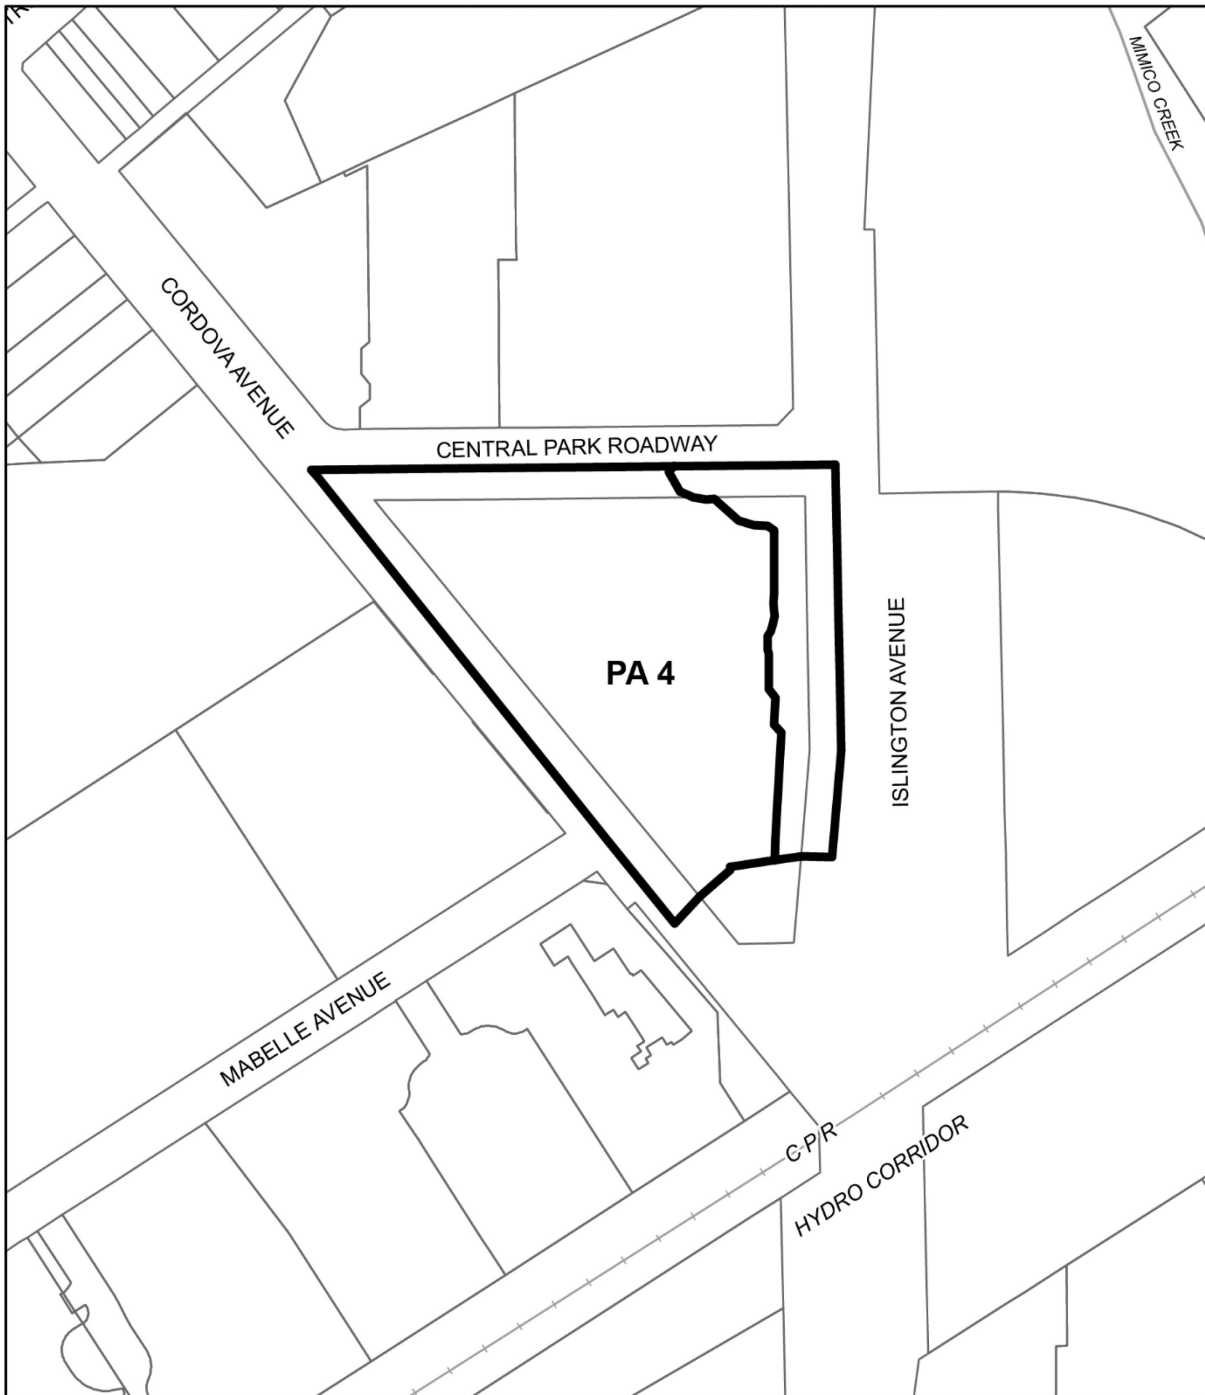 MIMICO CREEK
CORDOVA AVENUE
CENTRAL PARK ROADWAY
ISLINGTON AVENUE
PA 4
MABELLE AVENUE
C-P-R
HYDRO CORRIDOR